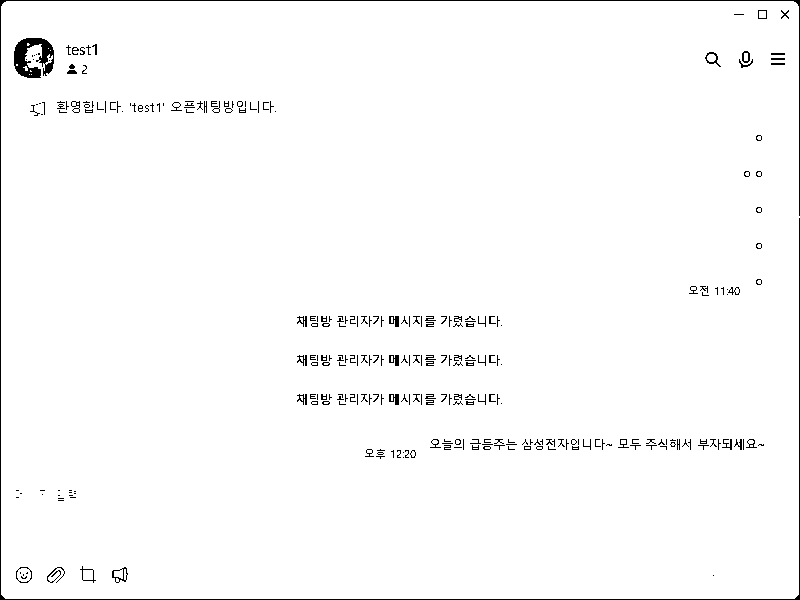 test1
2
환영합니다. 'test1' 오픈채팅방입니다.
ㅇ
ㅇㅇ
ㅇ
ㅇ
ㅇ
오전 11:40
채팅방 관리자가 메시지를 가렸습니다.
채팅방 관리자가 메시지를 가렸습니다.
채팅방 관리자가 메시지를 가렸습니다.
오늘의 급등주는 삼성전자입니다~ 모두 주식해서 부자되세요~
오후 12:20